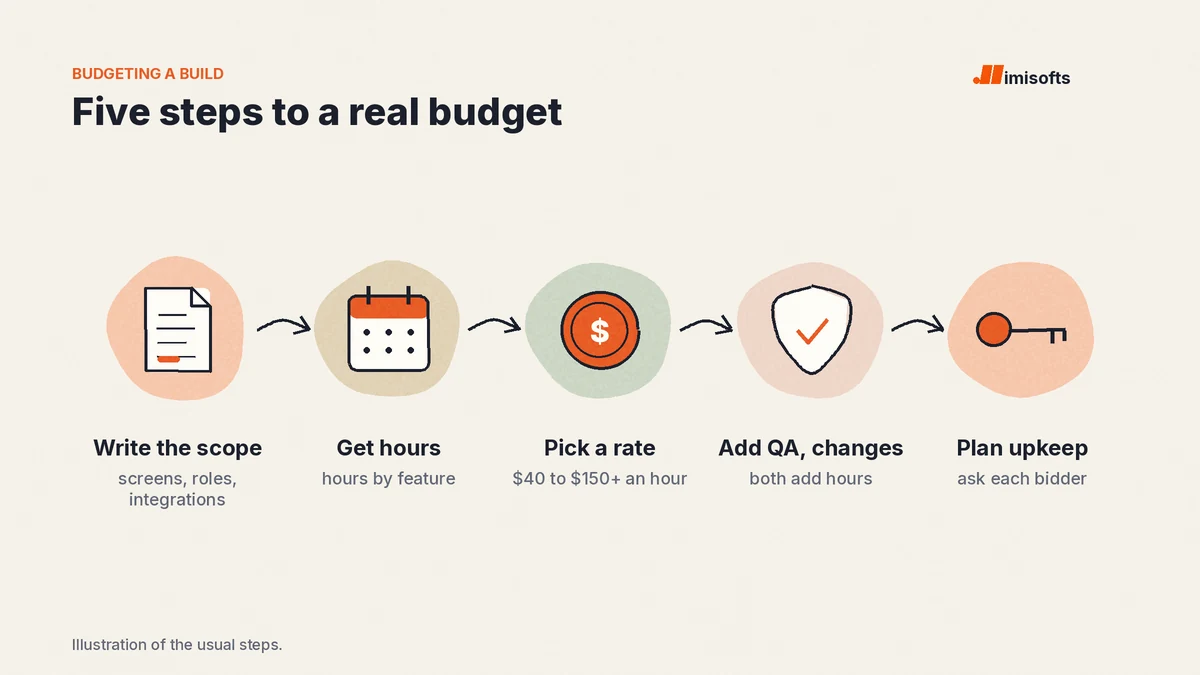 BUDGETING A BUILD
imisofts
Five steps to a real budget
$
Write the scope
screens, roles,
integrations
Get hours
hours by feature
Pick a rate
$40 to $150+ an hour
Add QA, changes
both add hours
Plan upkeep
ask each bidder
Illustration of the usual steps.